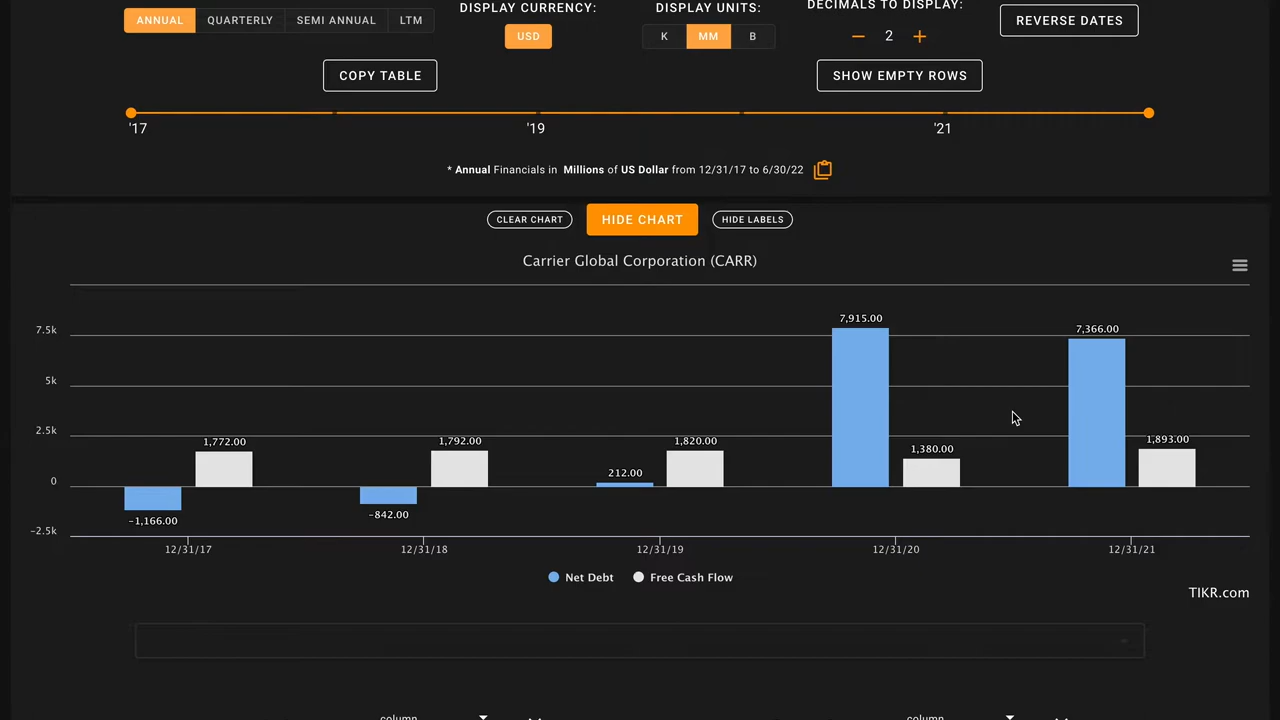 DISPLAY CURRENCY:
DISPLAY UNITS:
DECIMALS TO DISPLAY:
ANNUAL
QUARTERLY
SEMI ANNUAL
LTM
REVERSE DATES
USD
K
MM
B
2
COPY TABLE
SHOW EMPTY ROWS
'17
'19
'21
* Annual Financials in Millions of US Dollar from 12/31/17 to 6/30/22
CLEAR CHART
HIDE CHART
HIDE LABELS
Carrier Global Corporation (CARR)
7.5k
5k
2.5k
0
-2.5k
-1,166.00
1,772.00
-842.00
1,792.00
212.00
1,820.00
7,915.00
1,380.00
7,366.00
1,893.00
12/31/17
12/31/18
12/31/19
12/31/20
12/31/21
Net Debt
Free Cash Flow
TIKR.com
column
column